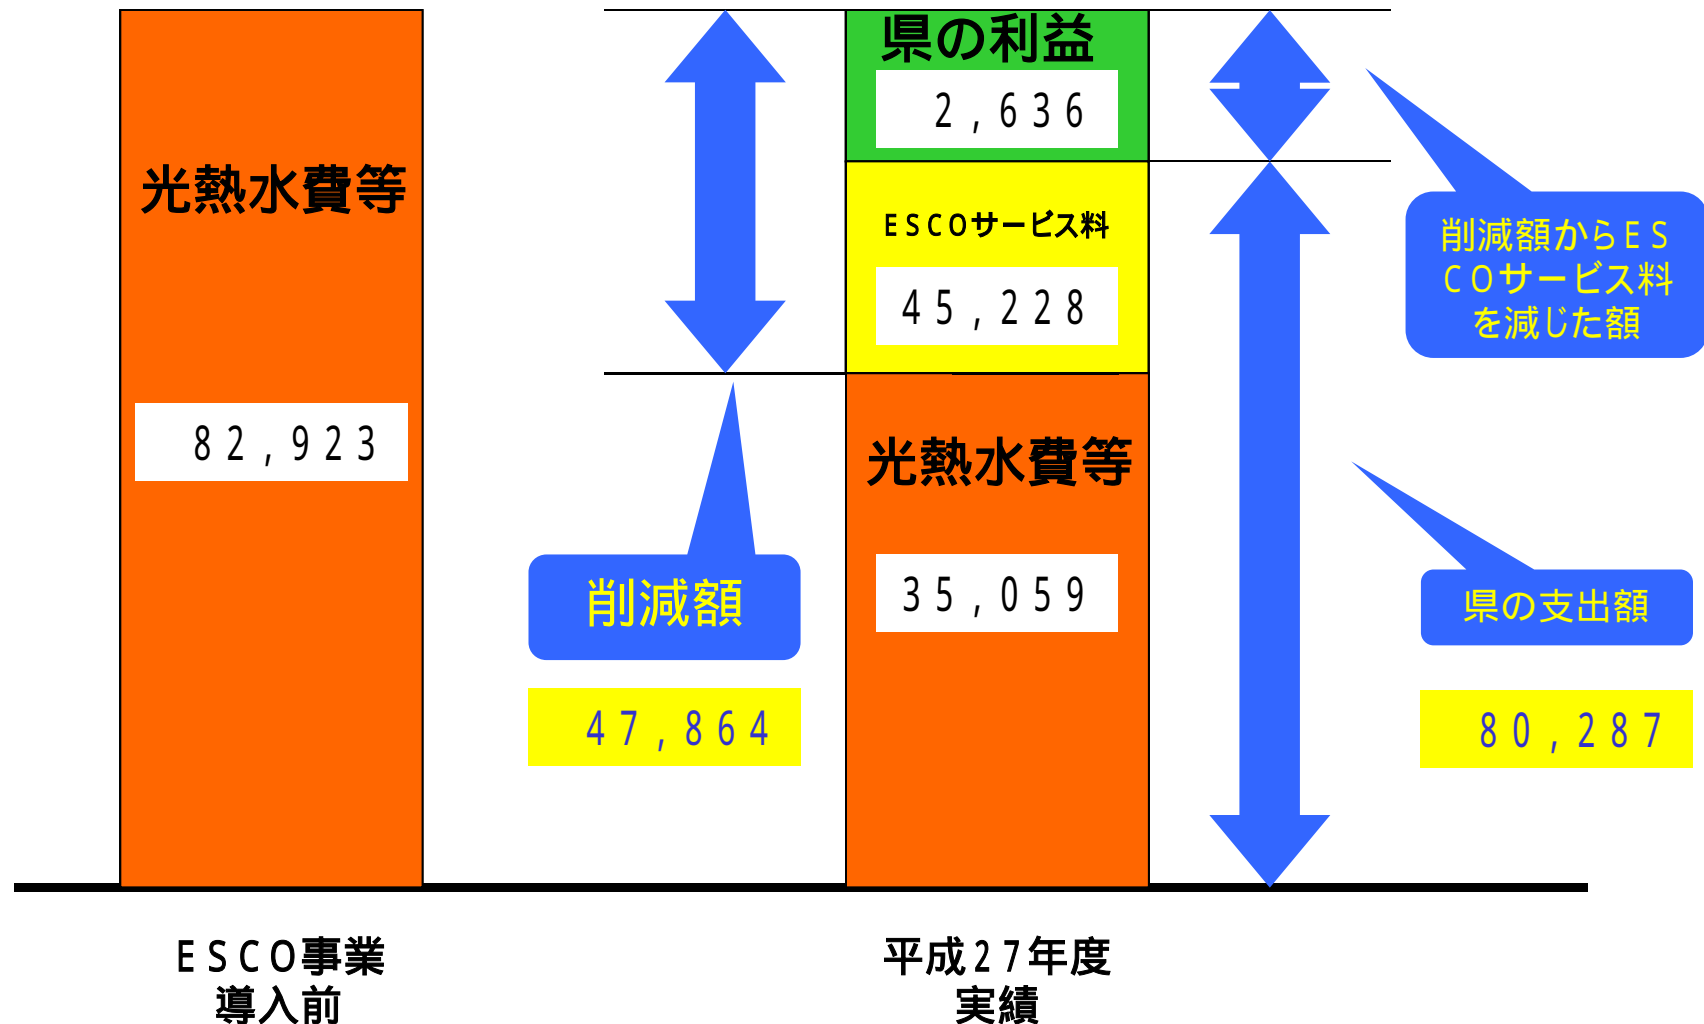 光熱水費等
８２，９２３
削減額
４７，８６４
県の利益
２，６３６
ＥＳＣＯサービス料
４５，２２８
光熱水費等
３５，０５９
削減額からＥＳ
ＣＯサービス料
を減じた額
県の支出額
８０，２８７
ＥＳＣＯ事業
導入前
平成２７年度
実績